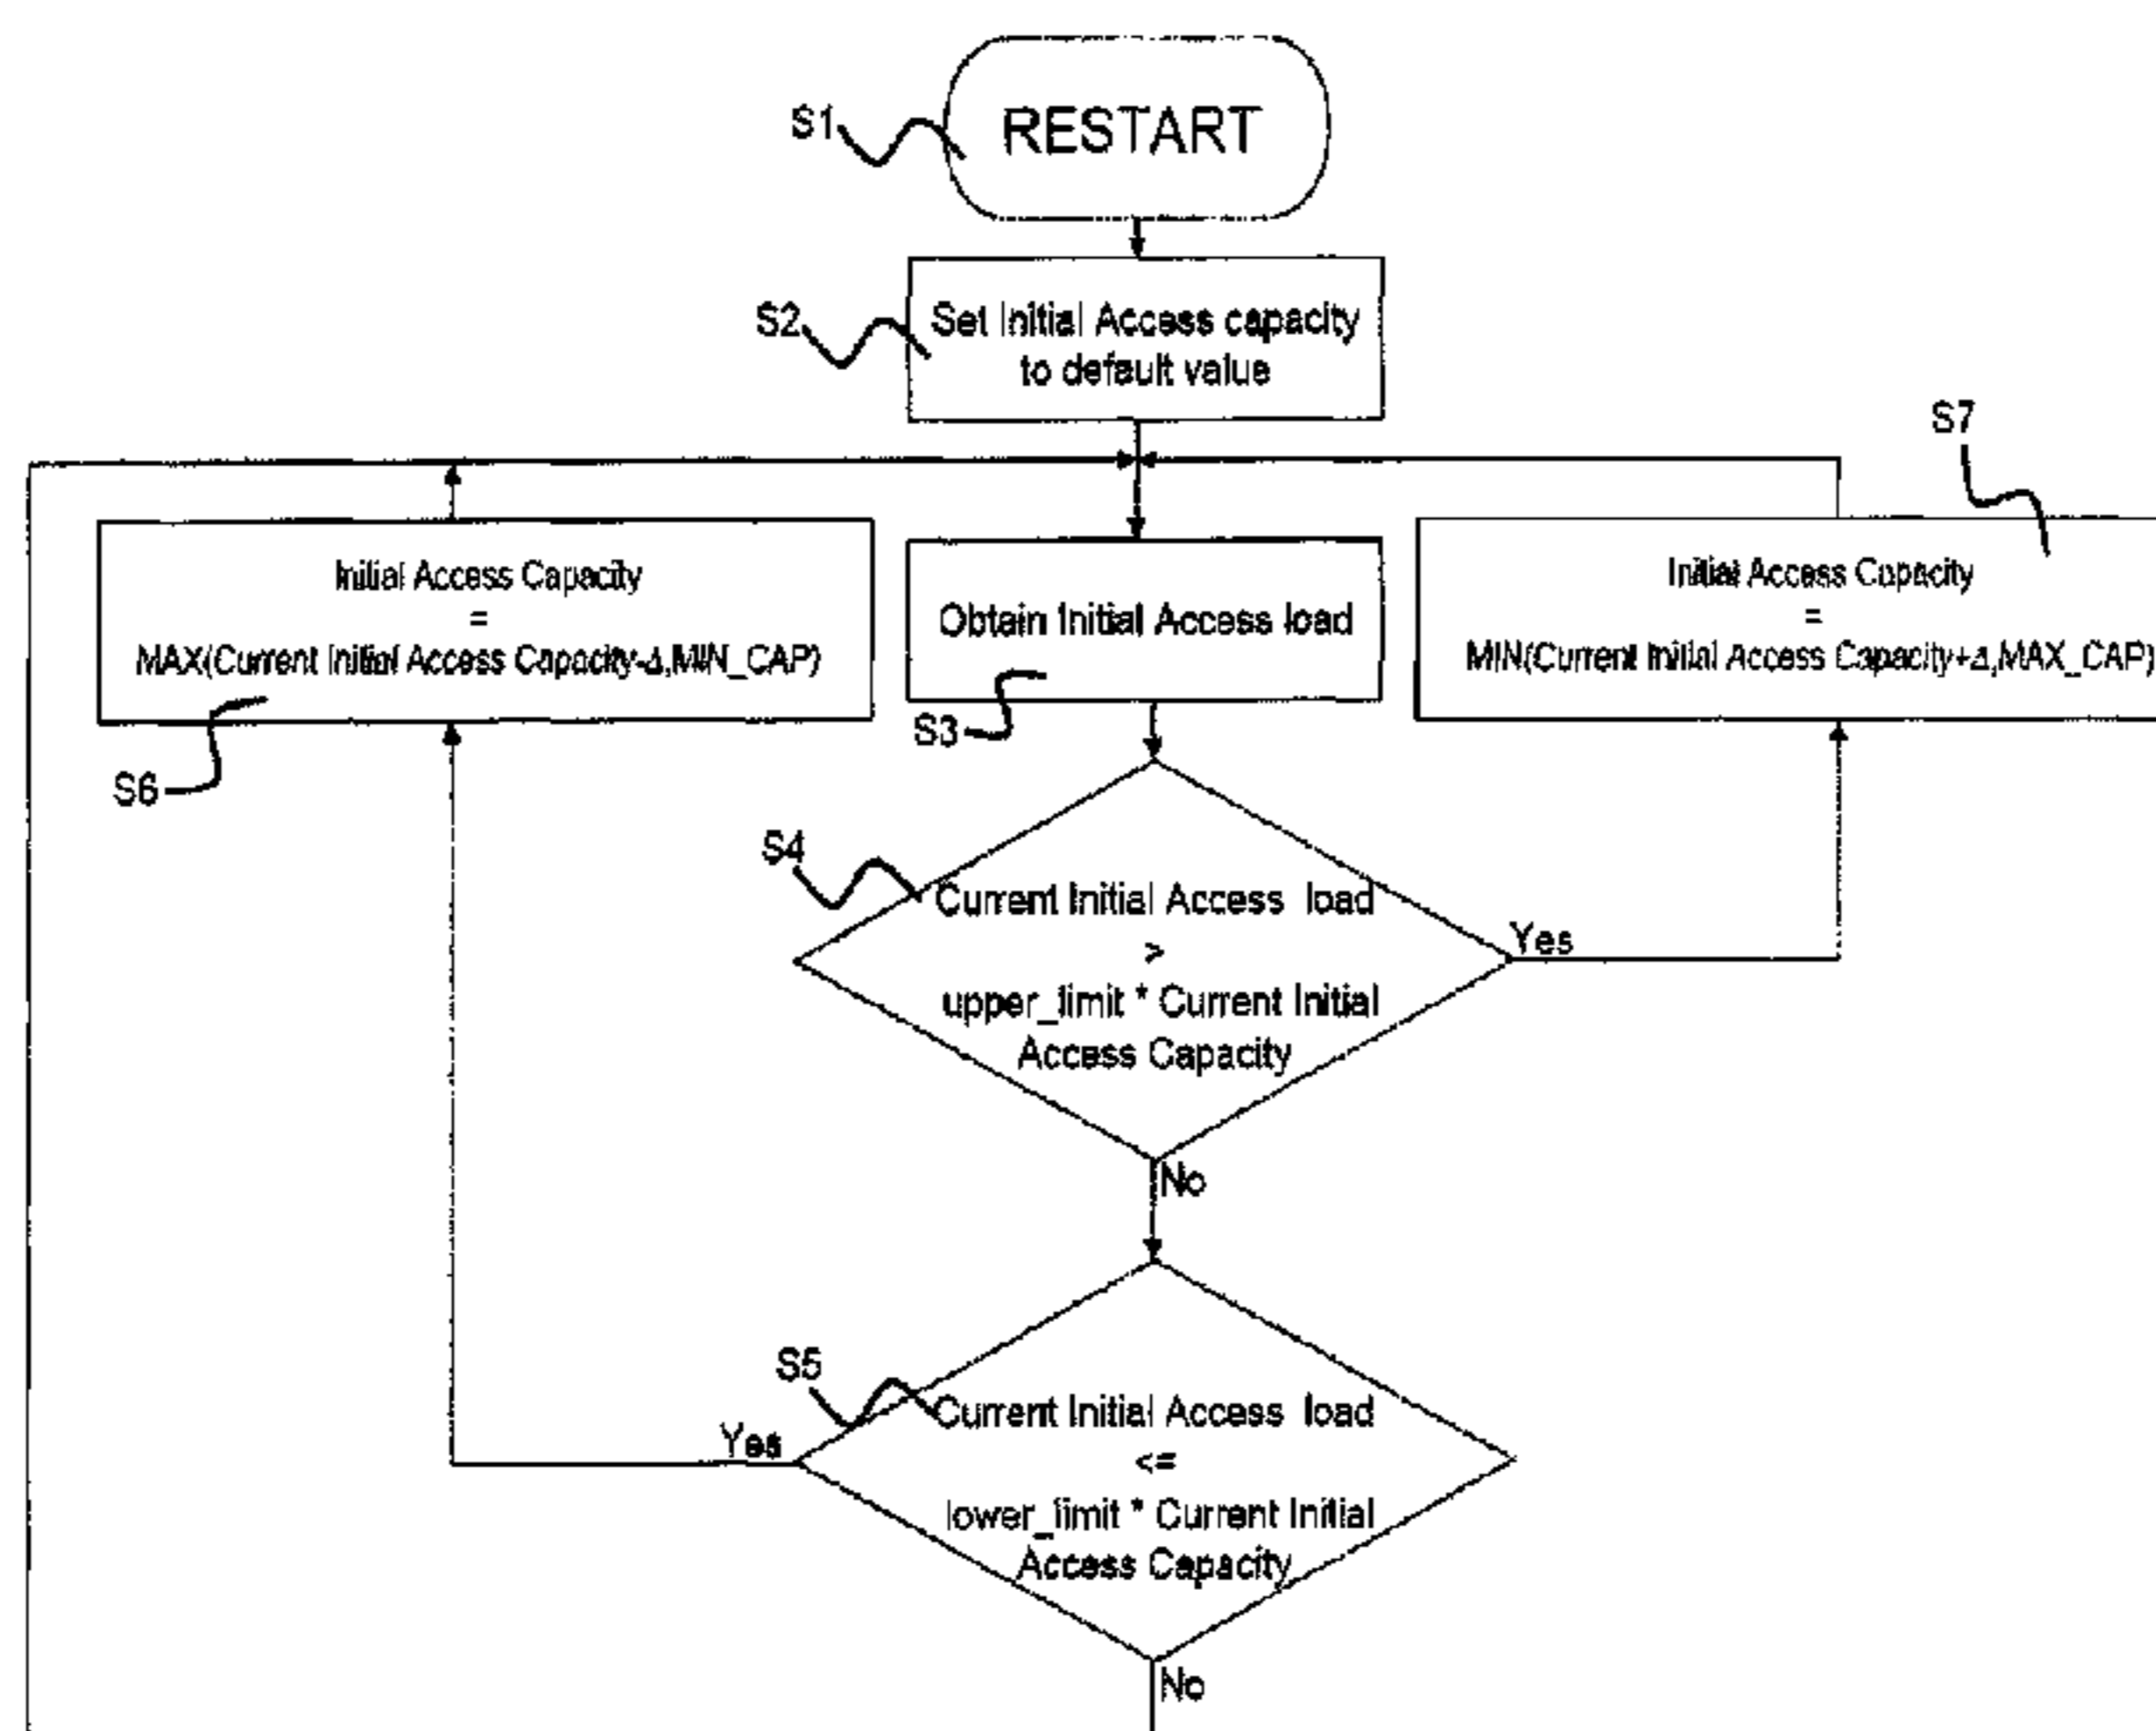 S1
RESTART
S2
Set Initial Access capacity
to default value
S7
Initial Access Capacity
=
MAX(Current Initial Access Capacity-Δ,MIN_CAP)
S6
Obtain Initial Access load
S3
Initial Access Capacity
=
MIN(Current Initial Access Capacity+Δ,MAX_CAP)
S4
Current Initial Access load
>
upper_limit * Current Initial
Access Capacity
Yes
No
S5
Current Initial Access load
<=
lower_limit * Current Initial
Access Capacity
Yes
No